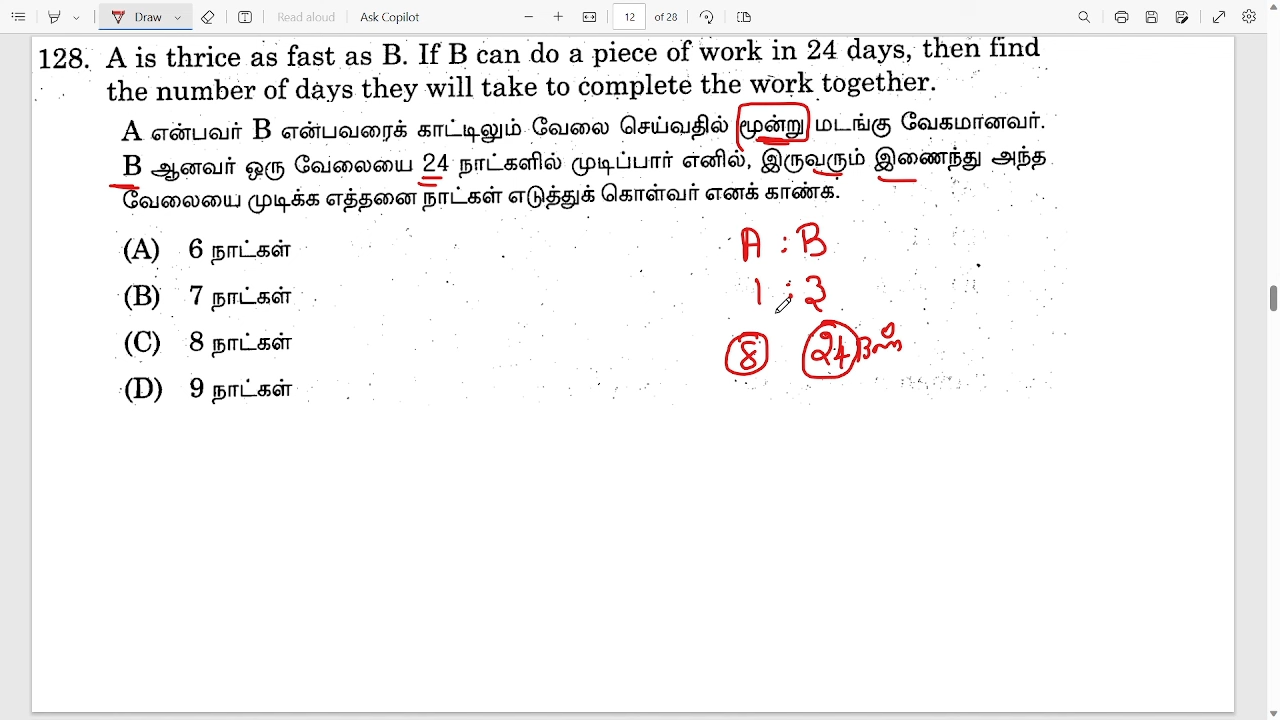 Draw
Read aloud
Ask Copilot
12 of 28
128. A is thrice as fast as B. If B can do a piece of work in 24 days, then find
the number of days they will take to complete the work together.
A என்பவர் B என்பவரைக் காட்டிலும் வேலை செய்வதில் மூன்று மடங்கு வேகமானவர்.
B ஆனவர் ஒரு வேலையை 24 நாட்களில் முடிப்பார் எனில், இருவரும் இணைந்து அந்த
வேலையை முடிக்க எத்தனை நாட்கள் எடுத்துக் கொள்வர் எனக் காண்க.
(A) 6 நாட்கள்
(B) 7 நாட்கள்
(C) 8 நாட்கள்
(D) 9 நாட்கள்
A : B
1 : 3
8 24